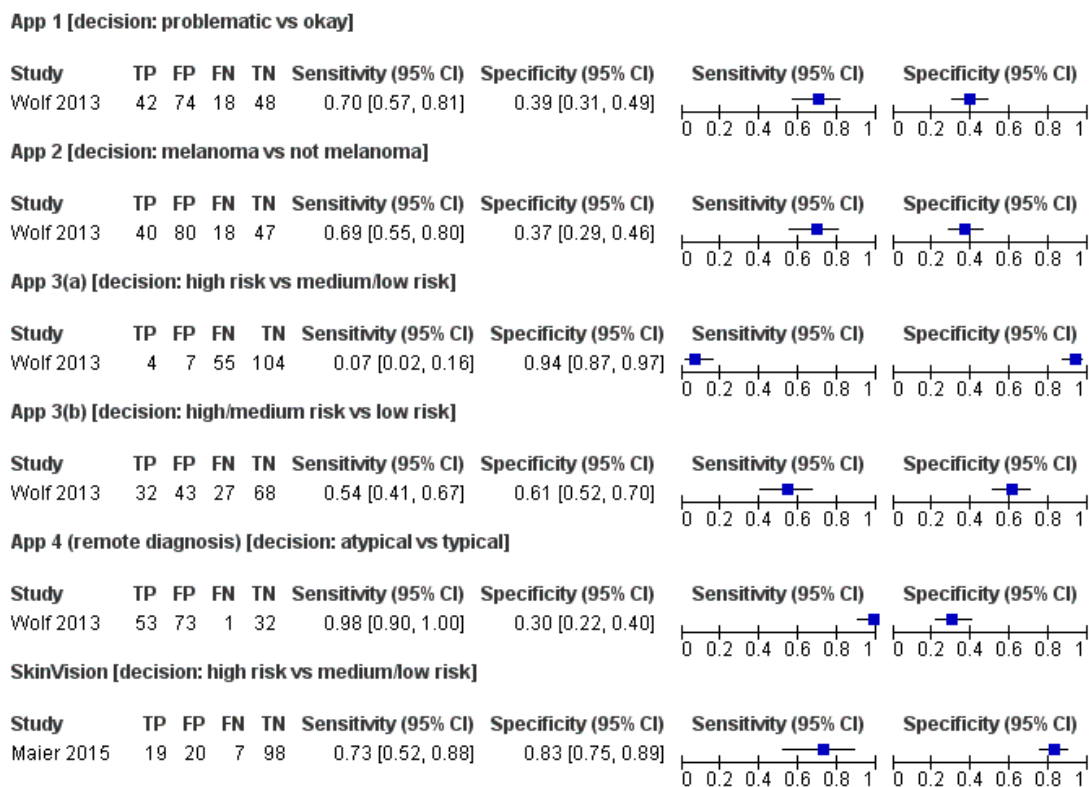 App 1 [decision: problematic vs okay]
Study TP FP FN TN Sensitivity (95% CI) Specificity (95% CI) Sensitivity (95% CI) Specificity (95% CI)
Wolf 2013 42 74 18 48 0.70 [0.57, 0.81] 0.39 [0.31, 0.49]
0 0.2 0.4 0.6 0.8 1 0 0.2 0.4 0.6 0.8 1
App 2 [decision: melanoma vs not melanoma]
Study TP FP FN TN Sensitivity (95% CI) Specificity (95% CI) Sensitivity (95% CI) Specificity (95% CI)
Wolf 2013 40 80 18 47 0.69 [0.55, 0.80] 0.37 [0.29, 0.46]
0 0.2 0.4 0.6 0.8 1 0 0.2 0.4 0.6 0.8 1
App 3(a) [decision: high risk vs medium/low risk]
Study TP FP FN TN Sensitivity (95% CI) Specificity (95% CI) Sensitivity (95% CI) Specificity (95% CI)
Wolf 2013 4 7 55 104 0.07 [0.02, 0.16] 0.94 [0.87, 0.97]
0 0.2 0.4 0.6 0.8 1 0 0.2 0.4 0.6 0.8 1
App 3(b) [decision: high/medium risk vs low risk]
Study TP FP FN TN Sensitivity (95% CI) Specificity (95% CI) Sensitivity (95% CI) Specificity (95% CI)
Wolf 2013 32 43 27 68 0.54 [0.41, 0.67] 0.61 [0.52, 0.70]
0 0.2 0.4 0.6 0.8 1 0 0.2 0.4 0.6 0.8 1
App 4 (remote diagnosis) [decision: atypical vs typical]
Study TP FP FN TN Sensitivity (95% CI) Specificity (95% CI) Sensitivity (95% CI) Specificity (95% CI)
Wolf 2013 53 73 1 32 0.98 [0.90, 1.00] 0.30 [0.22, 0.40]
0 0.2 0.4 0.6 0.8 1 0 0.2 0.4 0.6 0.8 1
SkinVision [decision: high risk vs medium/low risk]
Study TP FP FN TN Sensitivity (95% CI) Specificity (95% CI) Sensitivity (95% CI) Specificity (95% CI)
Maier 2015 19 20 7 98 0.73 [0.52, 0.88] 0.83 [0.75, 0.89]
0 0.2 0.4 0.6 0.8 1 0 0.2 0.4 0.6 0.8 1